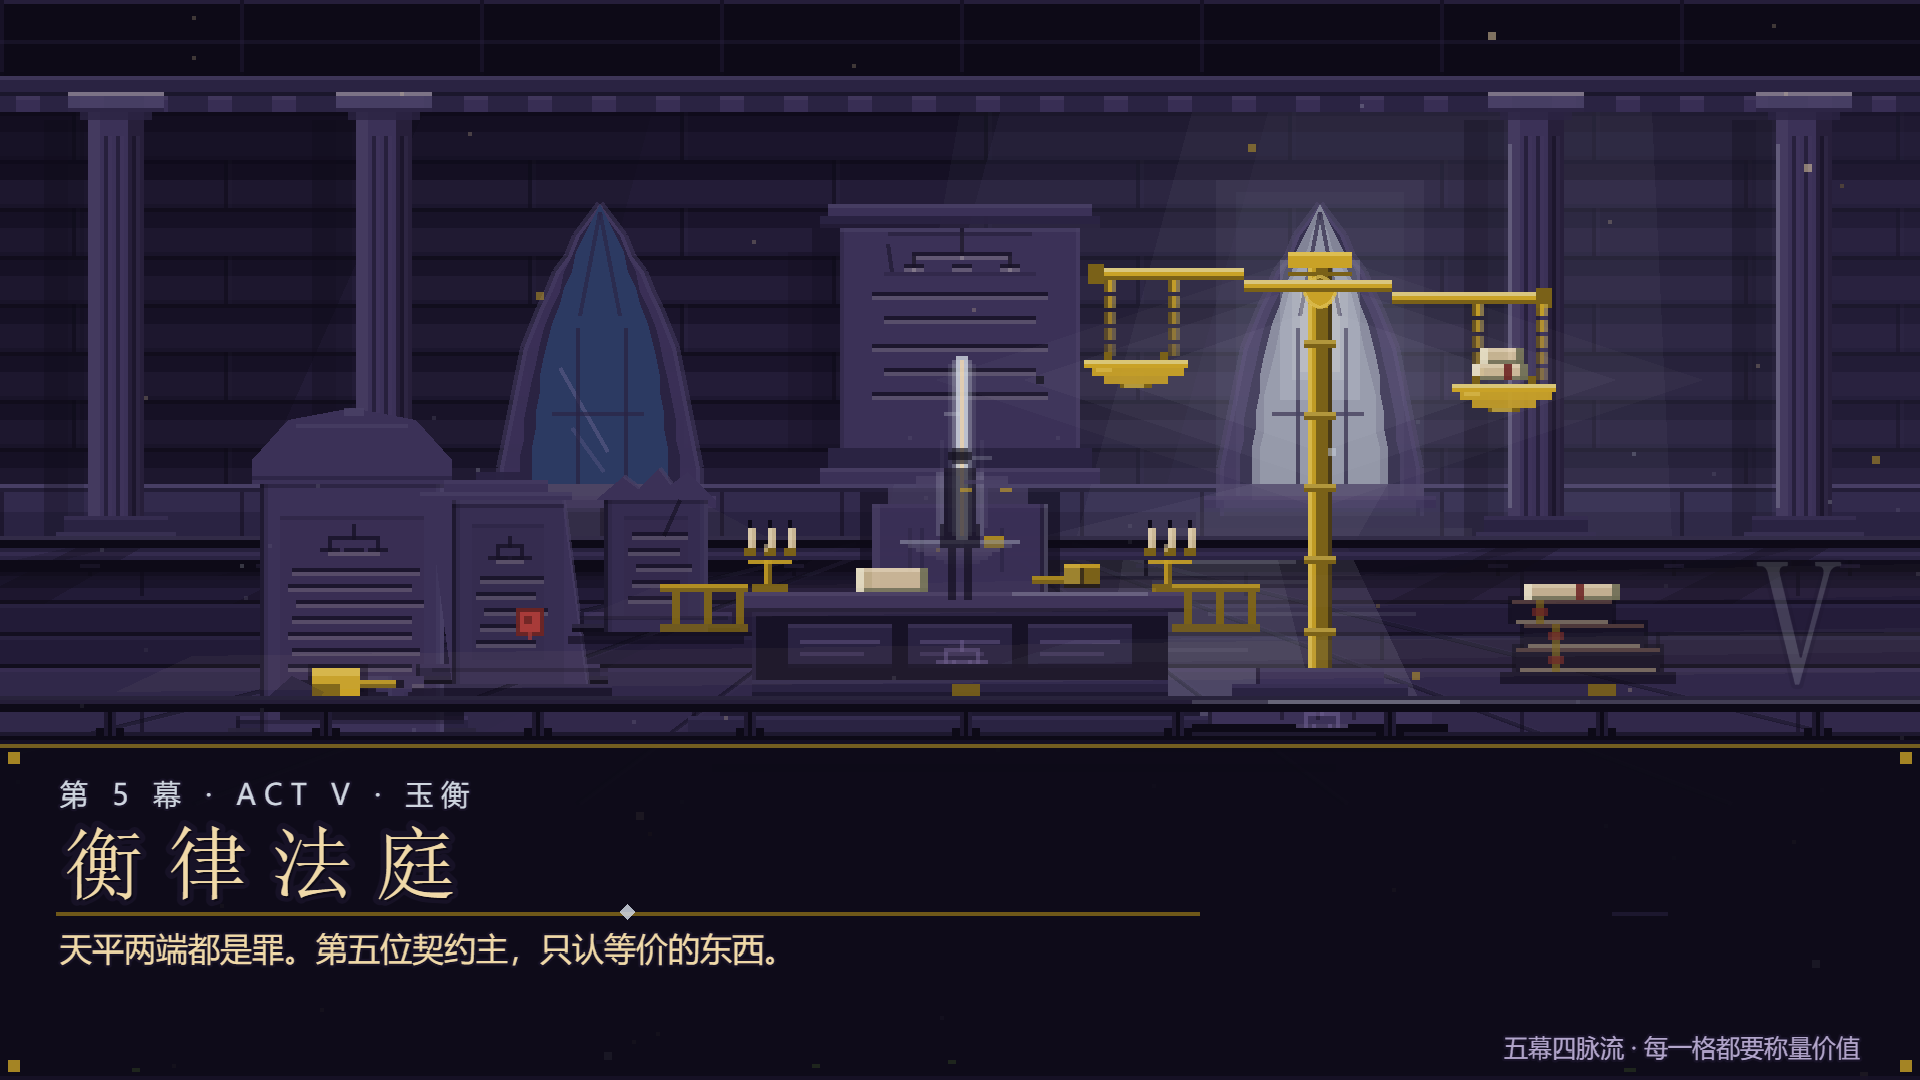 V
第 5 幕 · ACT V · 玉衡
衡律法庭
天平两端都是罪。第五位契约主，只认等价的东西。
五幕四脉流 · 每一格都要称量价值